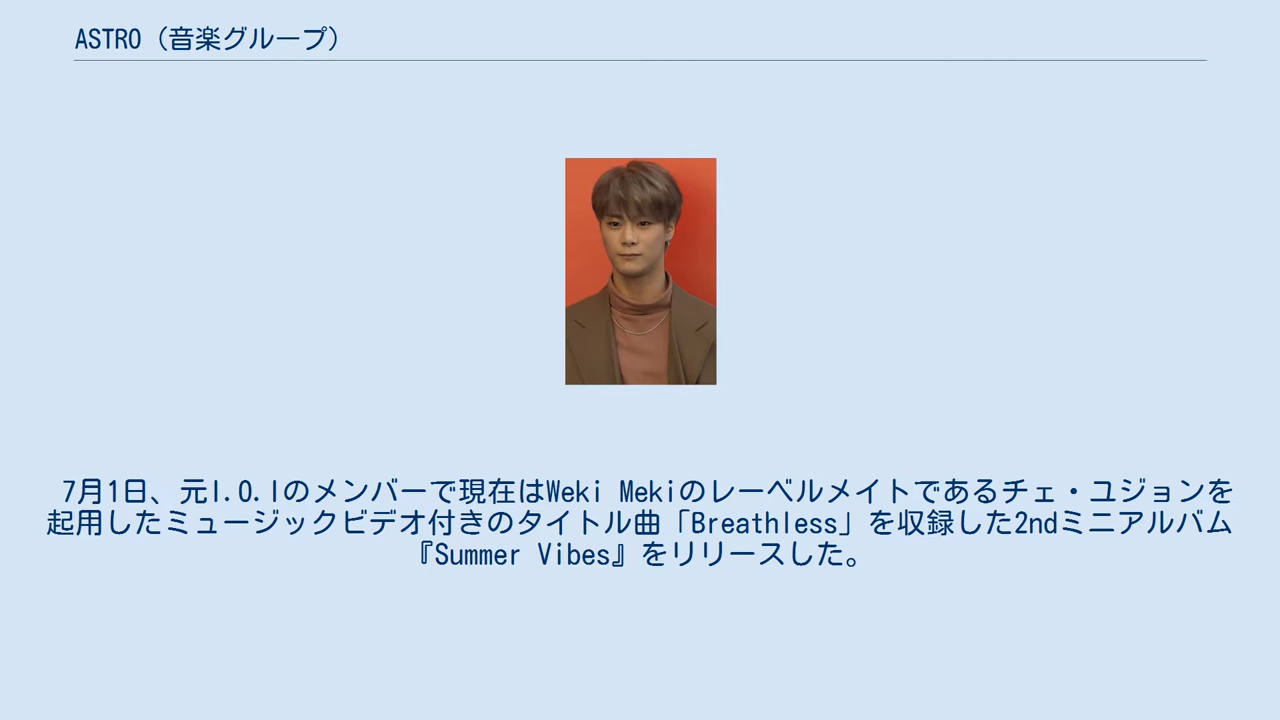 ASTRO（音楽グループ）
7月1日、元I.O.Iのメンバーで現在はWeki Mekiのレーベルメイトであるチェ・ユジョンを
起用したミュージックビデオ付きのタイトル曲「Breathless」を収録した2ndミニアルバム
『Summer Vibes』をリリースした。